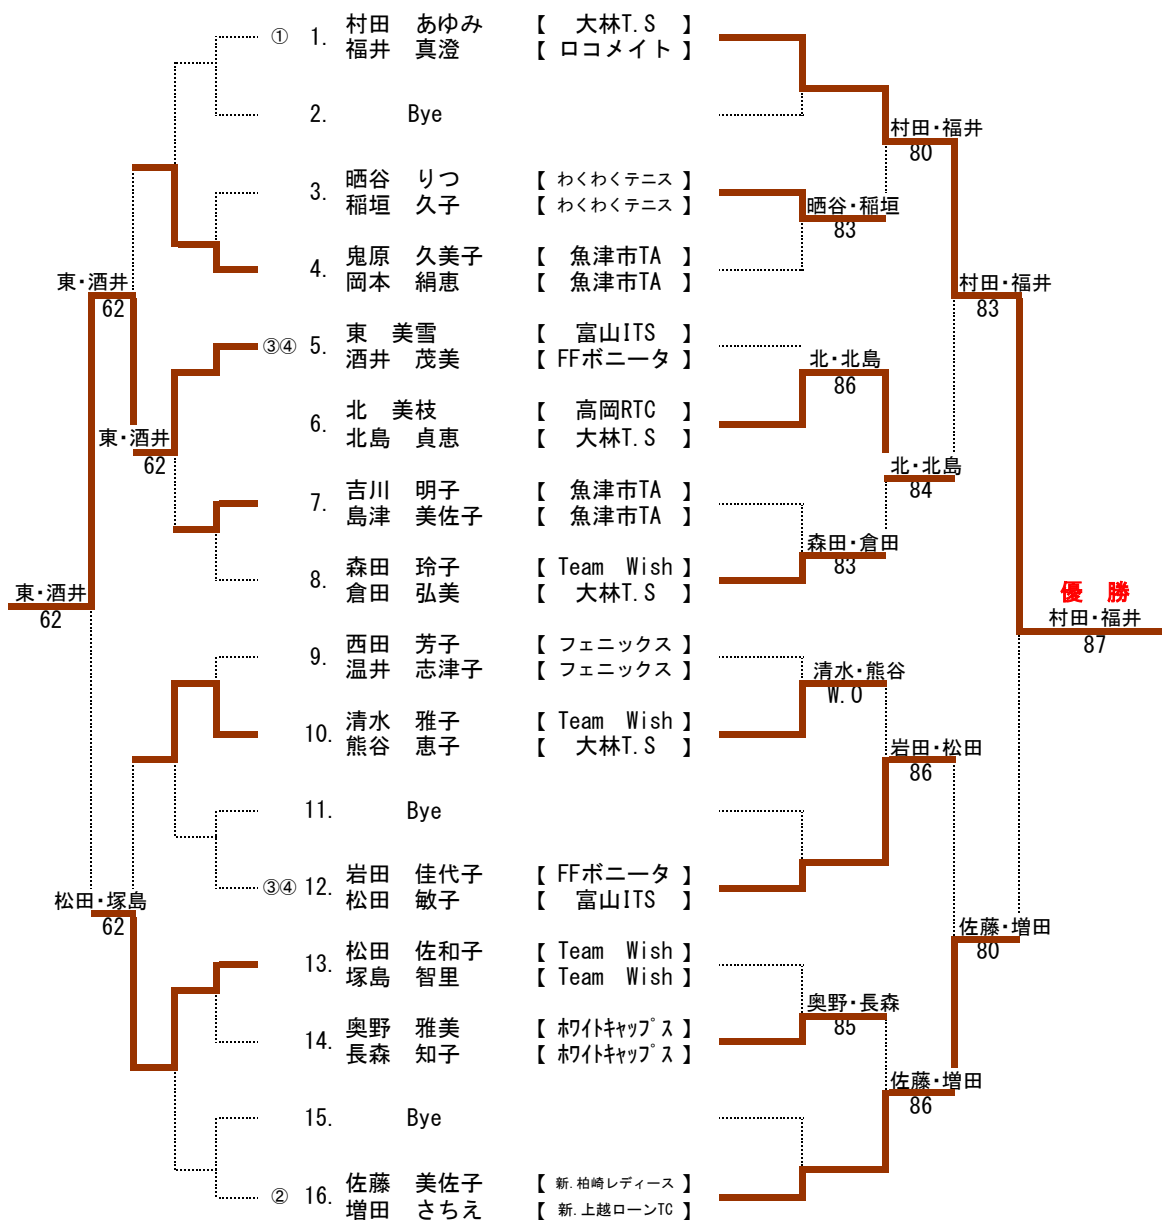 ① 1. 村田　あゆみ 【 大林T.S 】
福井　真澄 【 ロコメイト 】
2. Bye
村田・福井
80
3. 晒谷　りつ 【 わくわくテニス 】
稲垣　久子 【 わくわくテニス 】
晒谷・稲垣
83
4. 鬼原　久美子 【 魚津市TA 】
岡本　絹恵 【 魚津市TA 】
東・酒井
62
村田・福井
83
③④ 5. 東　美雪 【 富山ITS 】
酒井　茂美 【 FFボニータ 】
北・北島
86
6. 北　美枝 【 高岡RTC 】
北島　貞恵 【 大林T.S 】
東・酒井
62
北・北島
84
7. 吉川　明子 【 魚津市TA 】
島津　美佐子 【 魚津市TA 】
森田・倉田
83
8. 森田　玲子 【 Team　Wish 】
倉田　弘美 【 大林T.S 】
東・酒井
62
優　勝
村田・福井
87
9. 西田　芳子 【 フェニックス 】
温井　志津子 【 フェニックス 】
清水・熊谷
W.O
10. 清水　雅子 【 Team　Wish 】
熊谷　恵子 【 大林T.S 】
岩田・松田
86
11. Bye
③④ 12. 岩田　佳代子 【 FFボニータ 】
松田　敏子 【 富山ITS 】
松田・塚島
62
佐藤・増田
80
13. 松田　佐和子 【 Team　Wish 】
塚島　智里 【 Team　Wish 】
奥野・長森
85
14. 奥野　雅美 【 ﾎﾜｲﾄｷｬｯﾌﾟｽ 】
長森　知子 【 ﾎﾜｲﾄｷｬｯﾌﾟｽ 】
佐藤・増田
86
15. Bye
② 16. 佐藤　美佐子 【 新.柏崎レディース 】
増田　さちえ 【 新.上越ローンTC 】